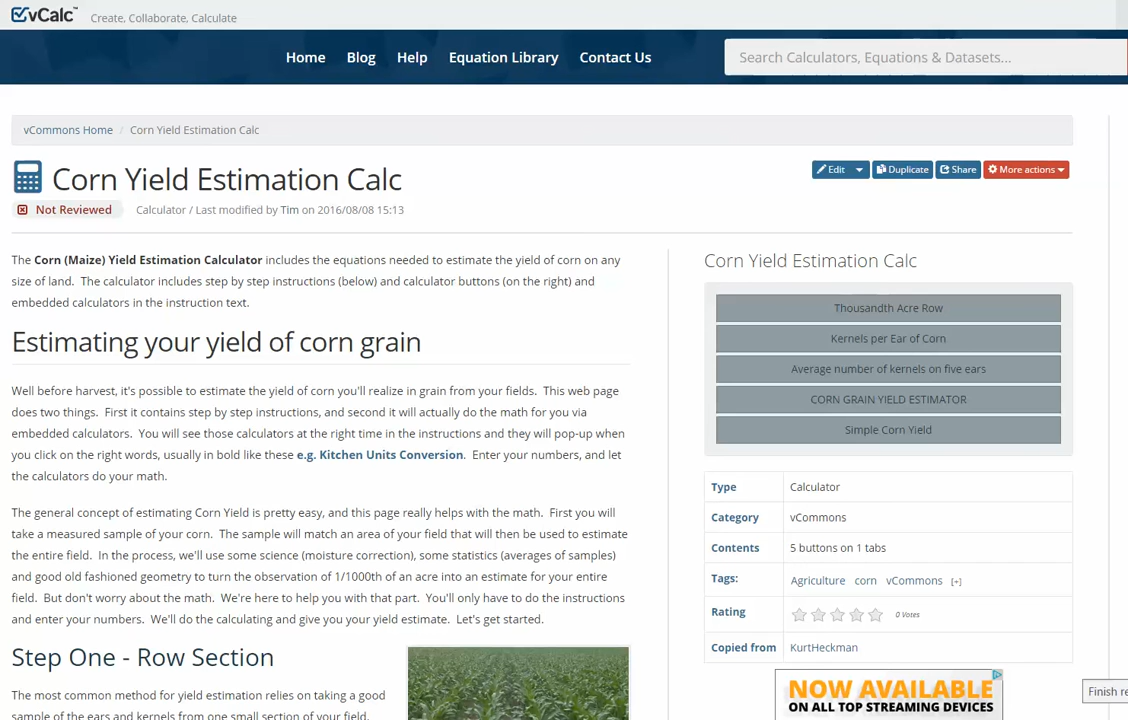 vCalc™ Create, Collaborate, Calculate
Home Blog Help Equation Library Contact Us Search Calculators, Equations & Datasets...
vCommons Home / Corn Yield Estimation Calc
Corn Yield Estimation Calc
Edit Duplicate Share More actions
Not Reviewed Calculator / Last modified by Tim on 2016/08/08 15:13
The Corn (Maize) Yield Estimation Calculator includes the equations needed to estimate the yield of corn on any
size of land. The calculator includes step by step instructions (below) and calculator buttons (on the right) and
embedded calculators in the instruction text.
Estimating your yield of corn grain
Well before harvest, it's possible to estimate the yield of corn you'll realize in grain from your fields. This web page
does two things. First it contains step by step instructions, and second it will actually do the math for you via
embedded calculators. You will see those calculators at the right time in the instructions and they will pop-up when
you click on the right words, usually in bold like these e.g. Kitchen Units Conversion. Enter your numbers, and let
the calculators do your math.
The general concept of estimating Corn Yield is pretty easy, and this page really helps with the math. First you will
take a measured sample of your corn. The sample will match an area of your field that will then be used to estimate
the entire field. In the process, we'll use some science (moisture correction), some statistics (averages of samples)
and good old fashioned geometry to turn the observation of 1/1000th of an acre into an estimate for your entire
field. But don't worry about the math. We're here to help you with that part. You'll only have to do the instructions
and enter your numbers. We'll do the calculating and give you your yield estimate. Let's get started.
Step One - Row Section
The most common method for yield estimation relies on taking a good
sample of the ears and kernels from one small section of your field.
Corn Yield Estimation Calc
Thousandth Acre Row
Kernels per Ear of Corn
Average number of kernels on five ears
CORN GRAIN YIELD ESTIMATOR
Simple Corn Yield
Type Calculator
Category vCommons
Contents 5 buttons on 1 tabs
Tags: Agriculture corn vCommons [+]
Rating 0 Votes
Copied from KurtHeckman
NOW AVAILABLE
ON ALL TOP STREAMING DEVICES
Finish re